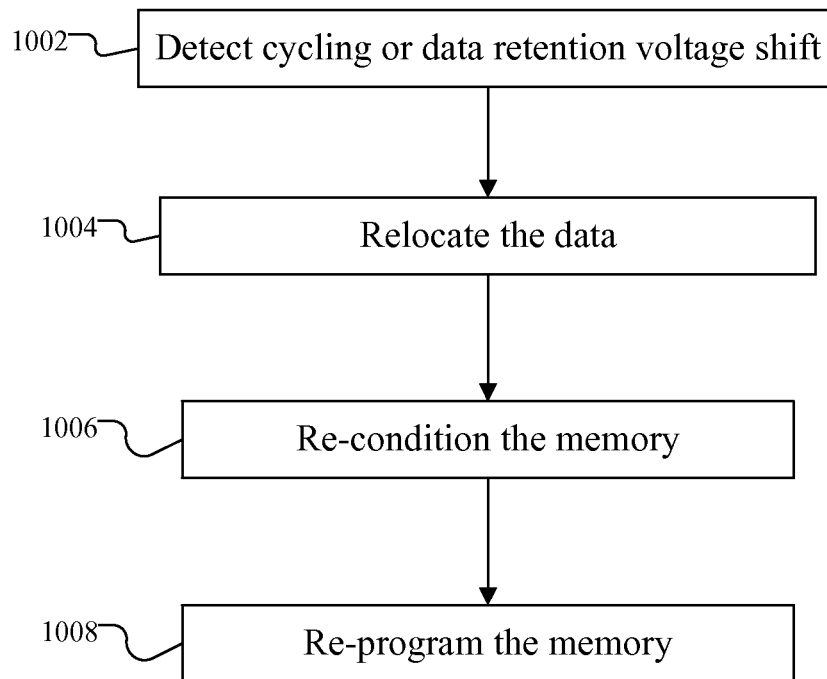 1002
Detect cycling or data retention voltage shift
1004
Relocate the data
1006
Re-condition the memory
1008
Re-program the memory